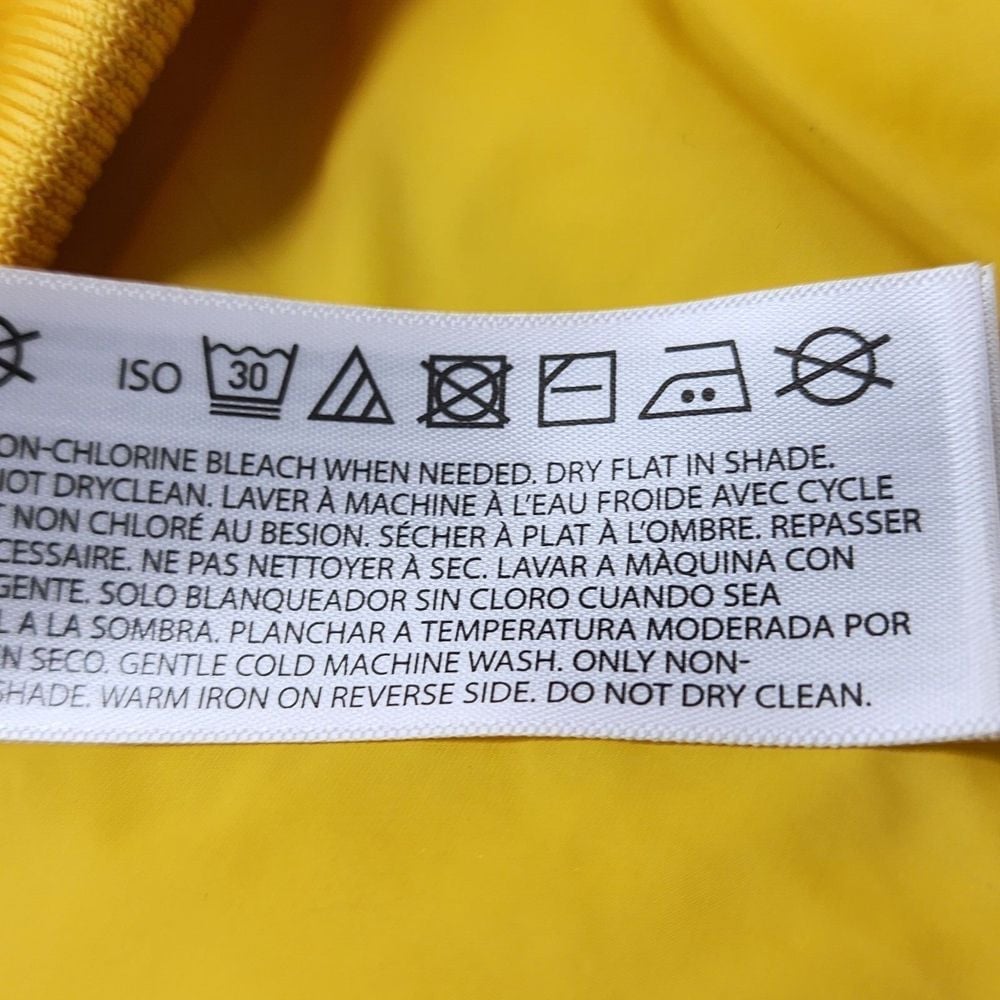 ISO 30
ON-CHLORINE BLEACH WHEN NEEDED. DRY FLAT IN SHADE.
NOT DRYCLEAN. LAVER À MACHINE À L'EAU FROIDE AVEC CYCLE
NON CHLORÉ AU BESION. SÉCHER À PLAT À L'OMBRE. REPASSER
CESSAIRE. NE PAS NETTOYER À SEC. LAVAR A MÀQUINA CON
GENTE. SOLO BLANQUEADOR SIN CLORO CUANDO SEA
L A LA SOMBRA. PLANCHAR A TEMPERATURA MODERADA POR
N SECO. GENTLE COLD MACHINE WASH. ONLY NON-
SHADE. WARM IRON ON REVERSE SIDE. DO NOT DRY CLEAN.